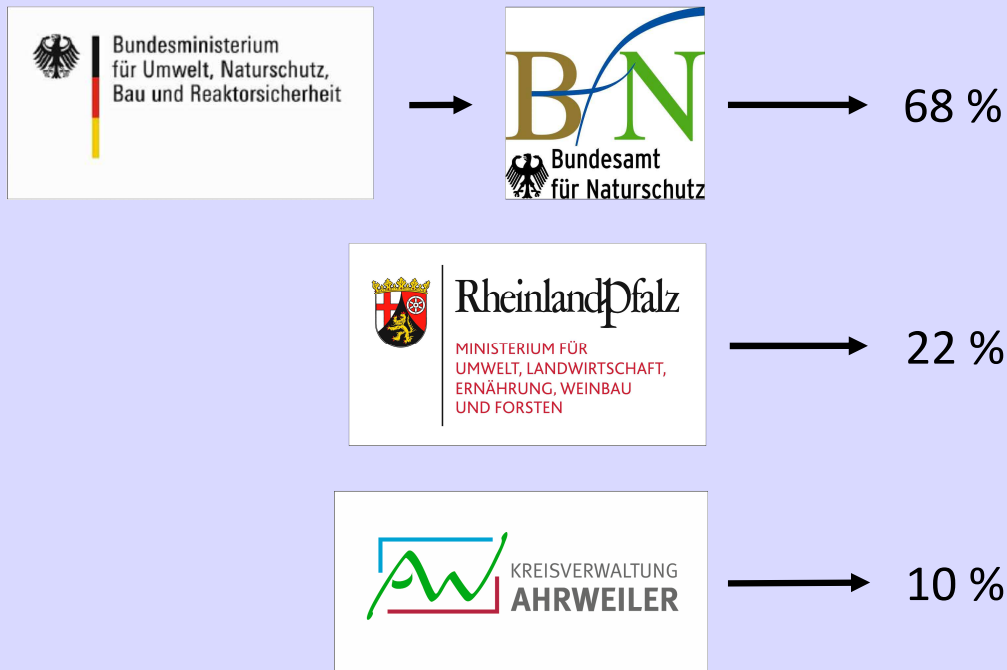 Bundesministerium
für Umwelt, Naturschutz,
Bau und Reaktorsicherheit
BfN
Bundesamt
für Naturschutz
68 %
RheinlandPfalz
MINISTERIUM FÜR
UMWELT, LANDWIRTSCHAFT,
ERNÄHRUNG, WEINBAU
UND FORSTEN
22 %
AW
KREISVERWALTUNG
AHRWEILER
10 %